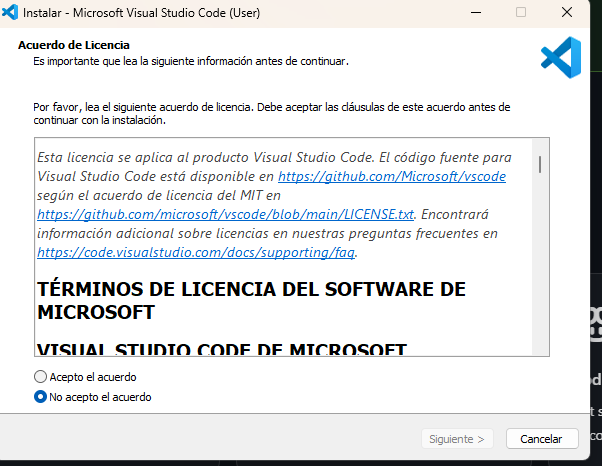 Instalar - Microsoft Visual Studio Code (User)
Acuerdo de Licencia
Es importante que lea la siguiente información antes de continuar.
Por favor, lea el siguiente acuerdo de licencia. Debe aceptar las cláusulas de este acuerdo antes de
continuar con la instalación.
Esta licencia se aplica al producto Visual Studio Code. El código fuente para
Visual Studio Code está disponible en https://github.com/Microsoft/vscode
según el acuerdo de licencia del MIT en
https://github.com/microsoft/vscode/blob/main/LICENSE.txt. Encontrará
información adicional sobre licencias en nuestras preguntas frecuentes en
https://code.visualstudio.com/docs/supporting/faq.
TÉRMINOS DE LICENCIA DEL SOFTWARE DE
MICROSOFT
VISUAL STUDIO CODE DE MICROSOFT
Acepto el acuerdo
No acepto el acuerdo
Siguiente >
Cancelar